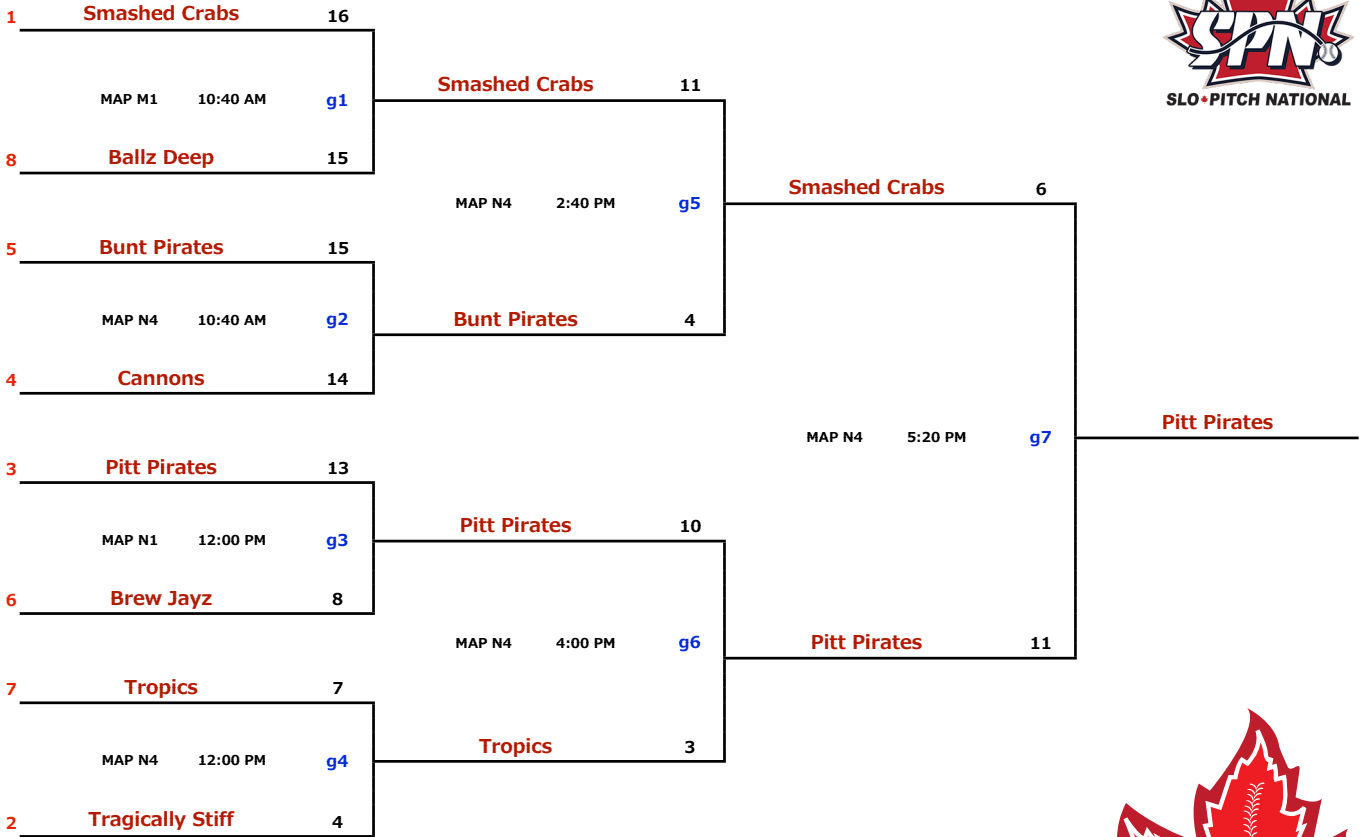 1 Smashed Crabs 16
MAP M1 10:40 AM g1
8 Ballz Deep 15
5 Bunt Pirates 15
MAP N4 10:40 AM g2
4 Cannons 14
3 Pitt Pirates 13
MAP N1 12:00 PM g3
6 Brew Jayz 8
7 Tropics 7
MAP N4 12:00 PM g4
2 Tragically Stiff 4
Smashed Crabs 11
MAP N4 2:40 PM g5
Bunt Pirates 4
Pitt Pirates 10
MAP N4 4:00 PM g6
Tropics 3
Smashed Crabs 6
MAP N4 5:20 PM g7
Pitt Pirates 11
Pitt Pirates
SPN
SLO PITCH NATIONAL